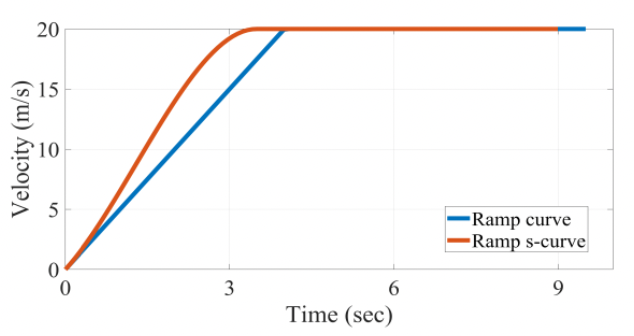 20
15
10
5
0
Velocity (m/s)
Ramp curve
Ramp s-curve
0 3 6 9
Time (sec)